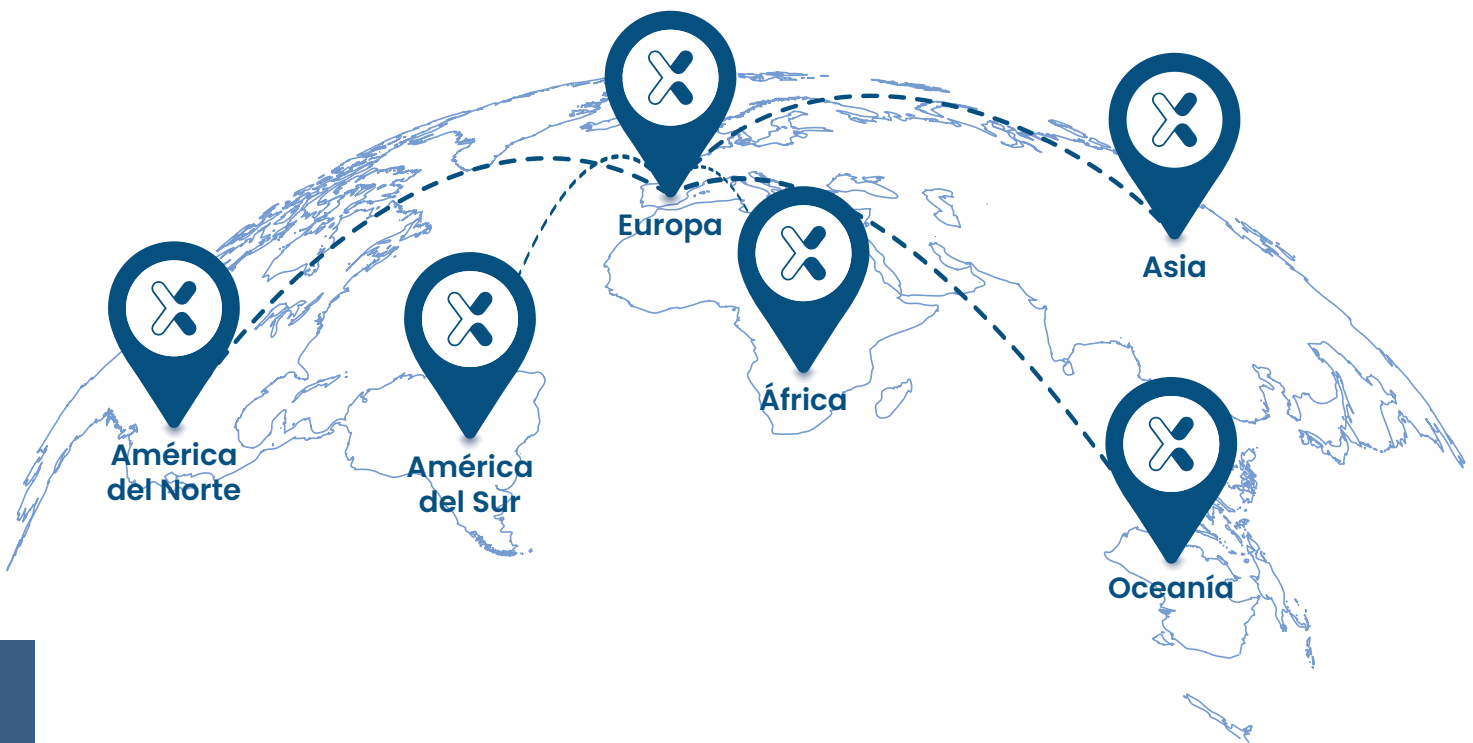 Europa
Asia
África
América
del Norte
América
del Sur
Oceanía